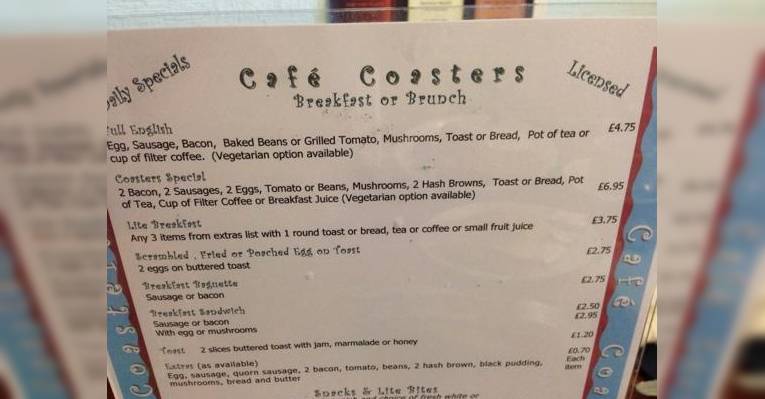 Daily Specials
Café Coasters
Licensed
Breakfast or Brunch
Full English £4.75
Egg, Sausage, Bacon, Baked Beans or Grilled Tomato, Mushrooms, Toast or Bread, Pot of tea or
cup of filter coffee. (Vegetarian option available)
Coasters Special £6.95
2 Bacon, 2 Sausages, 2 Eggs, Tomato or Beans, Mushrooms, 2 Hash Browns, Toast or Bread, Pot
of Tea, Cup of Filter Coffee or Breakfast Juice (Vegetarian option available)
Lite Breakfast £3.75
Any 3 items from extras list with 1 round toast or bread, tea or coffee or small fruit juice
Scrambled , Fried or Poached Egg on Toast £2.75
2 eggs on buttered toast
Breakfast Baguette £2.75
Sausage or bacon
Breakfast Sandwich £2.50
Sausage or bacon £2.95
With egg or mushrooms
Toast 2 slices buttered toast with jam, marmalade or honey £1.20
Extras (as available) £0.70
Each
item
Egg, sausage, quorn sausage, 2 bacon, tomato, beans, 2 hash brown, black pudding,
mushrooms, bread and butter
Snacks & Lite Bites
Café Coa
Coasta